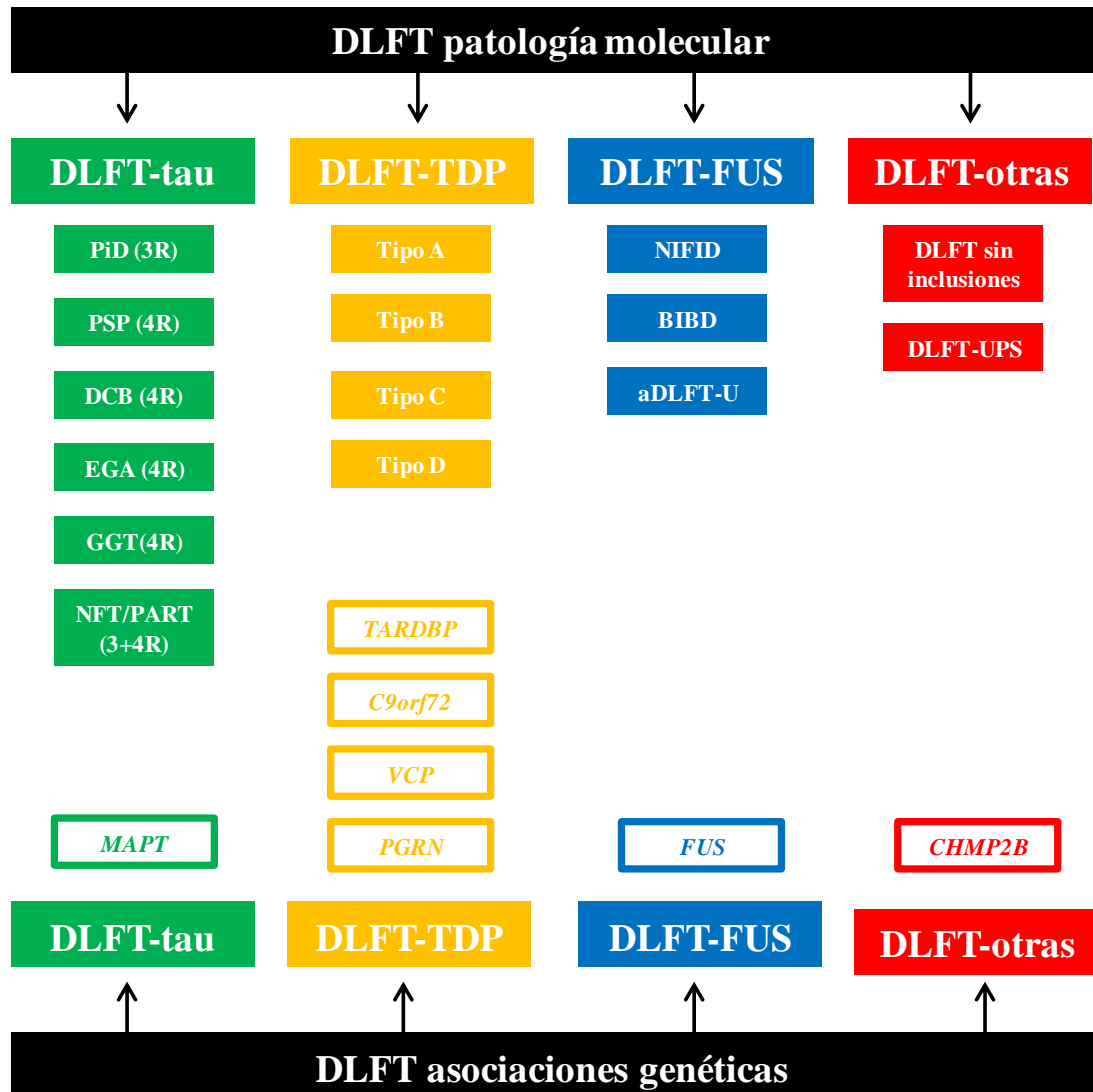 DLFT patología molecular
DLFT-tau
DLFT-TDP
DLFT-FUS
DLFT-otras
PiD (3R)
PSP (4R)
DCB (4R)
EGA (4R)
GGT(4R)
NFT/PART
(3+4R)
Tipo A
Tipo B
Tipo C
Tipo D
NIFID
BIBD
aDLFT-U
DLFT sin
inclusiones
DLFT-UPS
MAPT
TARDBP
C9orf72
VCP
PGRN
FUS
CHMP2B
DLFT-tau
DLFT-TDP
DLFT-FUS
DLFT-otras
DLFT asociaciones genéticas